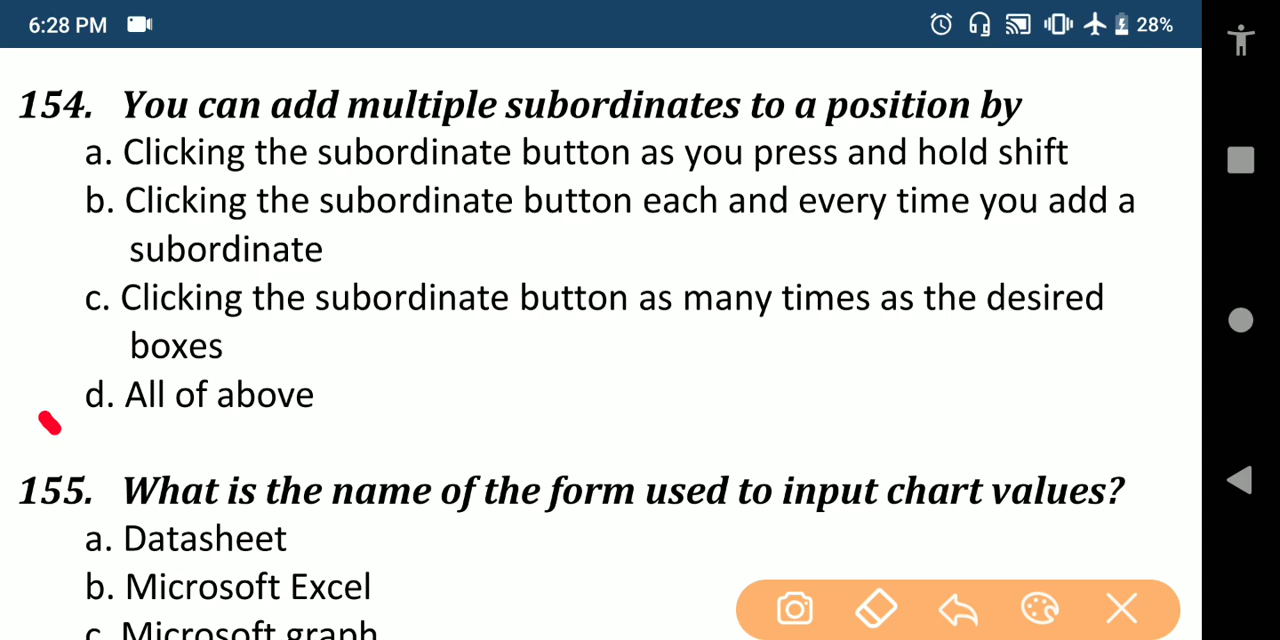 6:28 PM
28%
154. You can add multiple subordinates to a position by
a. Clicking the subordinate button as you press and hold shift
b. Clicking the subordinate button each and every time you add a
subordinate
c. Clicking the subordinate button as many times as the desired
boxes
d. All of above
155. What is the name of the form used to input chart values?
a. Datasheet
b. Microsoft Excel
c. Microsoft graph